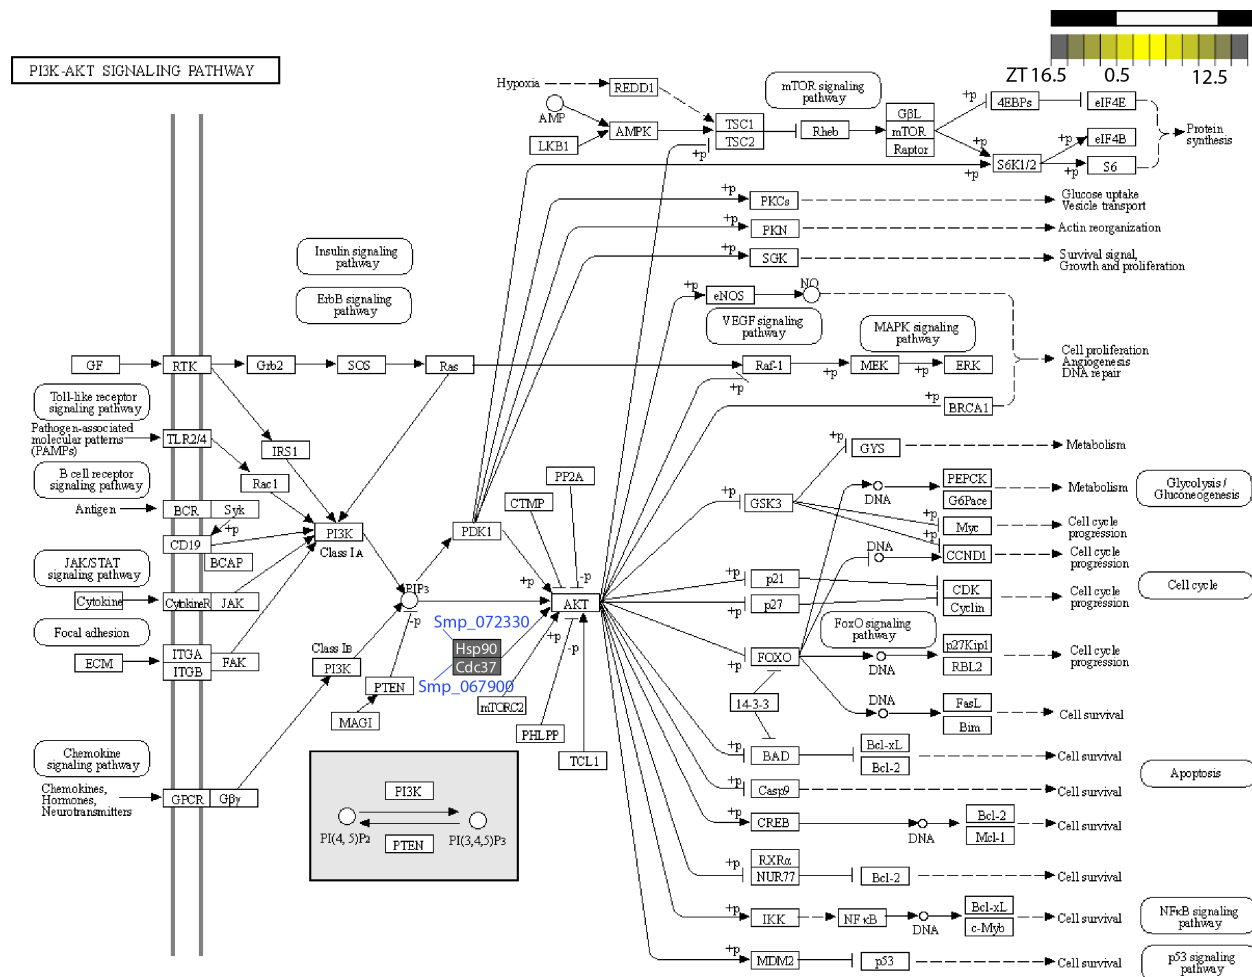 PI3K-AKT SIGNALING PATHWAY
ZT 16.5 0.5 12.5
Hypoxia
REDD1
mTOR signaling
pathway
AMP
LKB1
AMPK
TSC1
TSC2
+p
Rheb
GβL
mTOR
Raptor
+p
4EBPs
eIF4E
+p
S6K1/2
+p
+p
+p
eIF4B
S6
Protein
synthesis
+p
PKCs
Glucose uptake
Vesicle transport
+p
PKN
Actin reorganization
+p
SGK
Survival signal,
Growth and proliferation
Insulin signaling
pathway
ErbB signaling
pathway
+p
eNOS
NO
VEGF signaling
pathway
MAPK signaling
pathway
GF
RTK
Grb2
SOS
Ras
Raf-1
+p
+p
MEK
+p
ERK
Cell proliferation
Angiogenesis
DNA repair
+p
BRCA1
Toll-like receptor
signaling pathway
Pathogen-associated
molecular patterns
(PAMPs)
TLR2/4
IRS1
Rac1
B cell receptor
signaling pathway
Antigen
BCR
Syk
+p
CD19
BCAP
PI3K
Class IA
PDK1
CTMP
PP2A
+p
-p
+p
GSK3
+p
GYS
Metabolism
DNA
PEPCK
G6Pace
Metabolism
Glycolysis /
Gluconeogenesis
+p
Myc
Cell cycle
progression
DNA
+p
CCND1
Cell cycle
progression
JAK/STAT
signaling pathway
Cytokine
CytokineR
JAK
PIP3
-p
AKT
+p
p21
+p
p27
CDK
Cyclin
Cell cycle
progression
Cell cycle
Focal adhesion
ECM
ITGA
ITGB
FAK
Class IB
PI3K
PTEN
MAGI
Smp_072330
Hsp90
Cdc37
Smp_067900
+p
-p
mTORC2
PHLPP
TCL1
FoxO signaling
pathway
+p
FOXO
DNA
p27Kip1
RBL2
Cell cycle
progression
14-3-3
DNA
FasL
Bim
Cell survival
+p
BAD
Bcl-xL
Bcl-2
Cell survival
Apoptosis
+p
Casp9
Cell survival
Chemokine
signaling pathway
Chemokines,
Hormones,
Neurotransmitters
GPCR
Gβγ
PI3K
PI(4, 5)P2
PI(3,4,5)P3
PTEN
+p
CREB
DNA
Bcl-2
Mcl-1
Cell survival
+p
RXRα
NUR77
Bcl-2
Cell survival
+p
IKK
NFκB
DNA
Bcl-xL
c-Myb
Cell survival
NFκB signaling
pathway
+p
MDM2
p53
Cell survival
p53 signaling
pathway